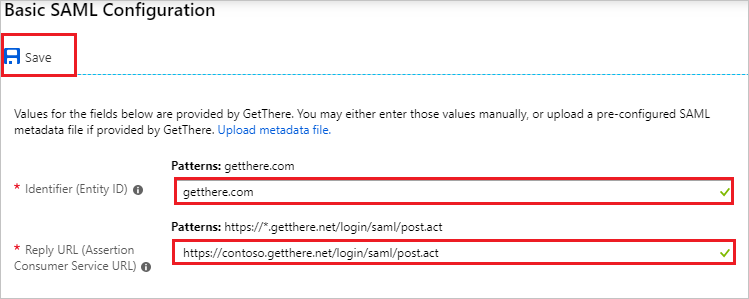 Basic SAML Configuration
Save
Values for the fields below are provided by GetThere. You may either enter those values manually, or upload a pre-configured SAML
metadata file if provided by GetThere. Upload metadata file.
Patterns: getthere.com
* Identifier (Entity ID)
getthere.com
Patterns: https://*.getthere.net/login/saml/post.act
* Reply URL (Assertion
Consumer Service URL)
https://contoso.getthere.net/login/saml/post.act